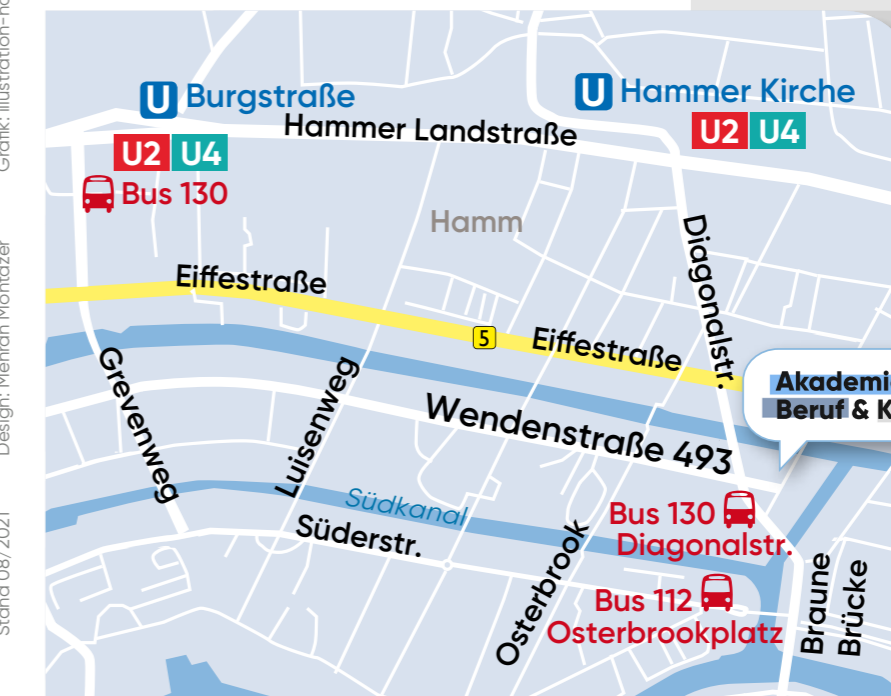 U Burgstraße
U2 U4
Bus 130
U Hammer Kirche
U2 U4
Hammer Landstraße
Hamm
Diagonalstr.
Eiffestraße
5
Eiffestraße
Grevenweg
Luisenweg
Wendenstraße 493
Beruf &
Südkanal
Süderstr.
Osterbrook
Bus 130
Diagonalstr.
Bus 112
Osterbrookplatz
Braune
Brücke
Stand 08/2021
Design: Mehran Montazer
Grafik: